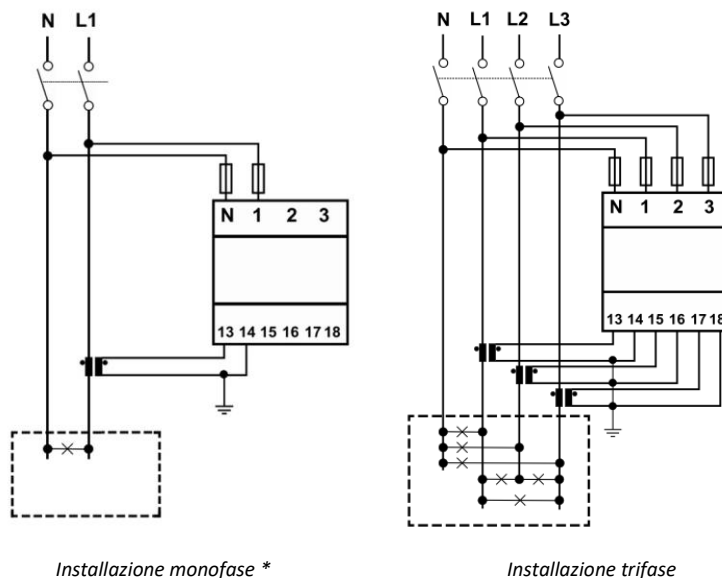 N L1
N 1 2 3
13 14 15 16 17 18
Installazione monofase *
N L1 L2 L3
N 1 2 3
13 14 15 16 17 18
Installazione trifase